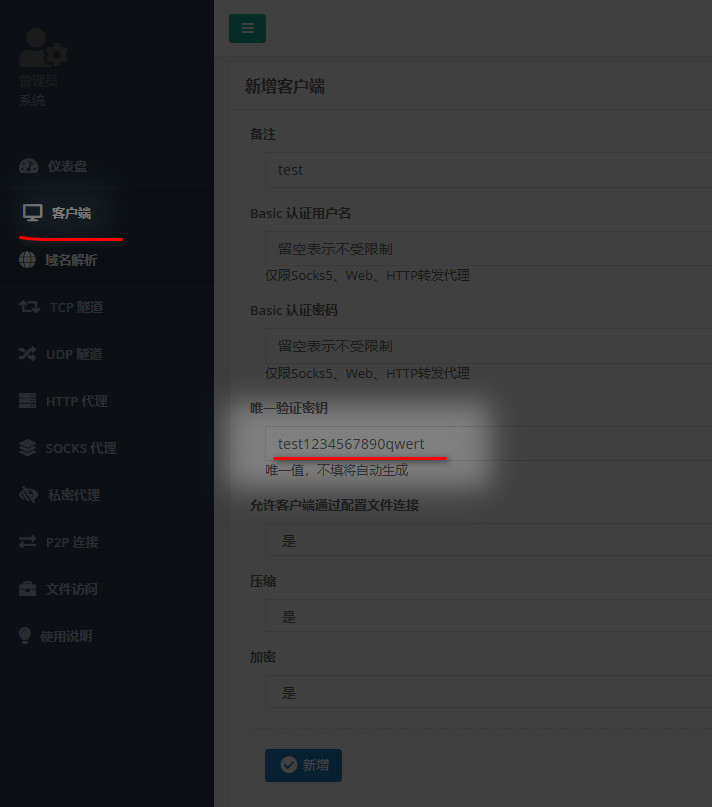 管理员
系统
仪表盘
客户端
域名解析
TCP 隧道
UDP 隧道
HTTP 代理
SOCKS 代理
私密代理
P2P 连接
文件访问
使用说明
新增客户端
备注
test
Basic 认证用户名
留空表示不受限制
仅限Socks5、Web、HTTP转发代理
Basic 认证密码
留空表示不受限制
仅限Socks5、Web、HTTP转发代理
唯一验证密钥
test1234567890qwert
唯一值，不填将自动生成
允许客户端通过配置文件连接
是
压缩
是
加密
是
新增